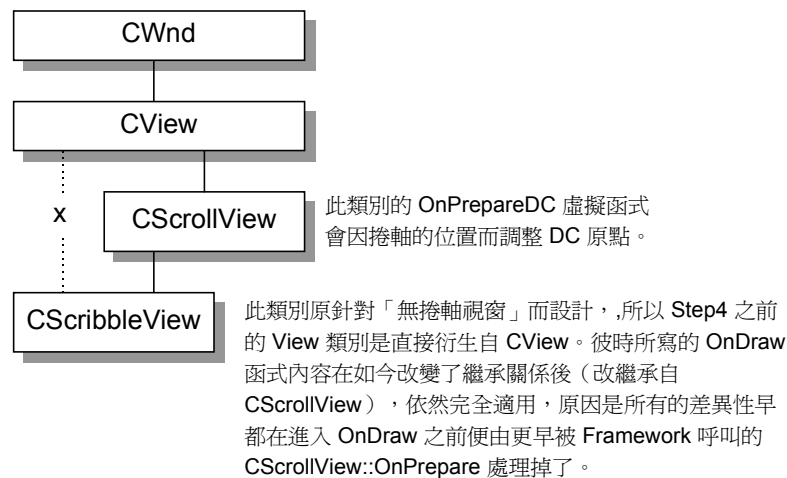 CWnd
CView
x
CScrollView
此類別的 OnPrepareDC 虛擬函式
會因捲軸的位置而調整 DC 原點。
CScribbleView
此類別原針對「無捲軸視窗」而設計，,所以 Step4 之前
的 View 類別是直接衍生自 CView。彼時所寫的 OnDraw
函式內容在如今改變了繼承關係後（改繼承自
CScrollView），依然完全適用，原因是所有的差異性早
都在進入 OnDraw 之前便由更早被 Framework 呼叫的
CScrollView::OnPrepare 處理掉了。